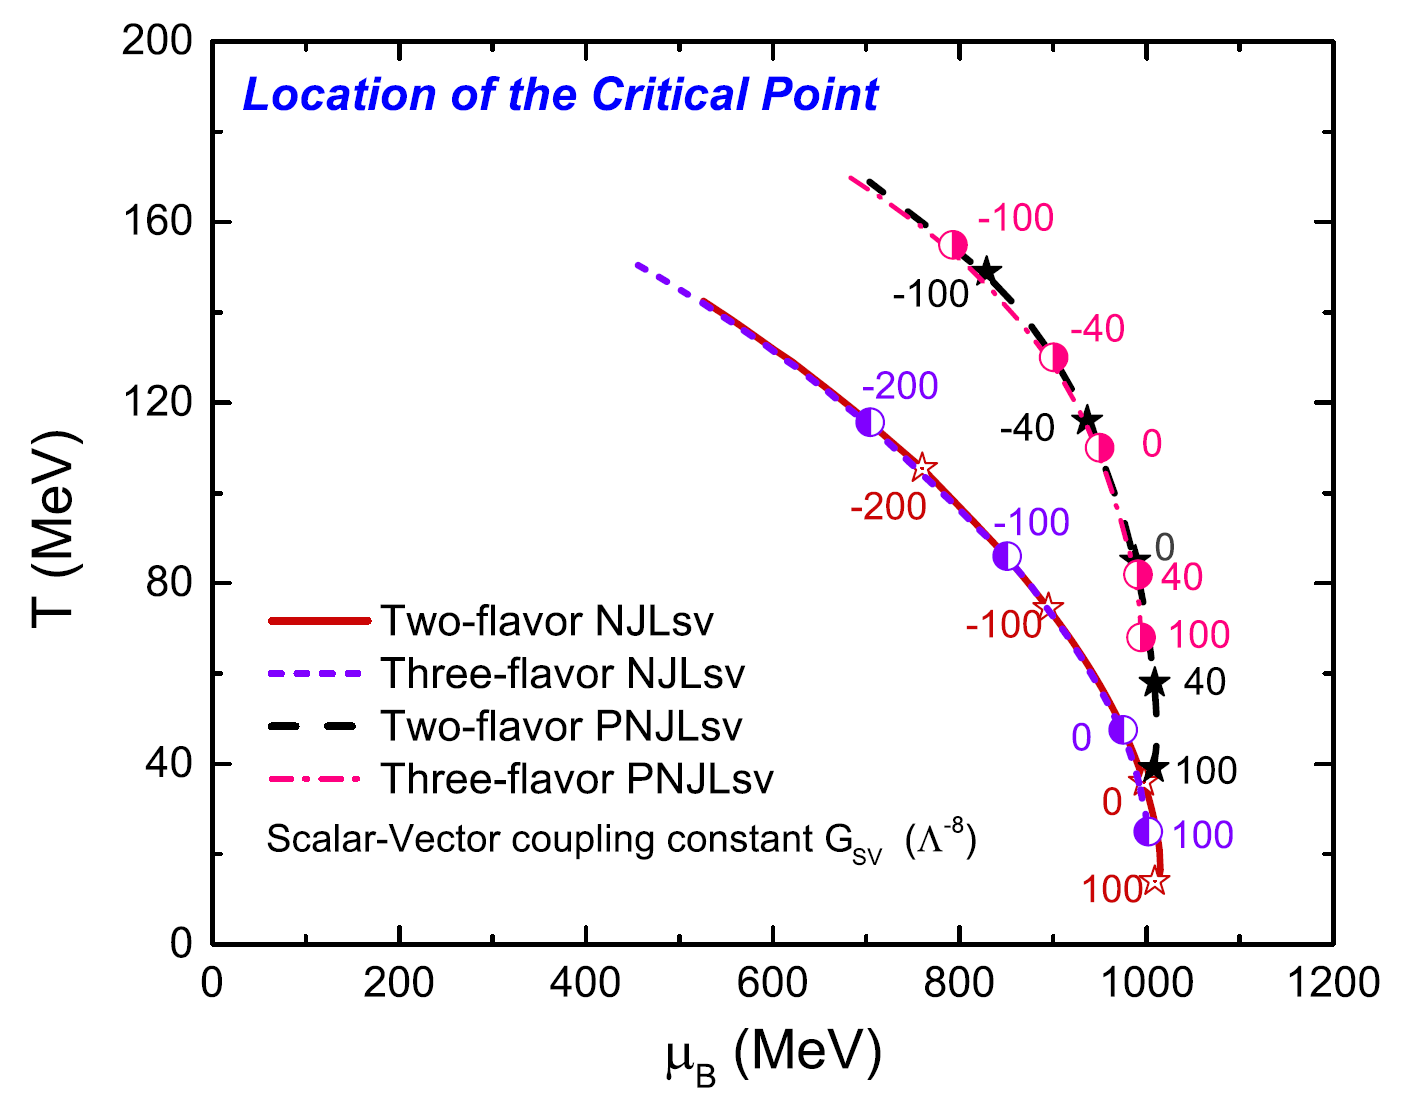 Location of the Critical Point
200
160
120
80
40
0
T (MeV)
-100
-100
-40
-40
0
0
40
100
40
100
-200
-200
-100
-100
0
0
100
100
Two-flavor NJLsv
Three-flavor NJLsv
Two-flavor PNJLsv
Three-flavor PNJLsv
Scalar-Vector coupling constant G_SV (Λ^-8)
0 200 400 600 800 1000 1200
μ_B (MeV)